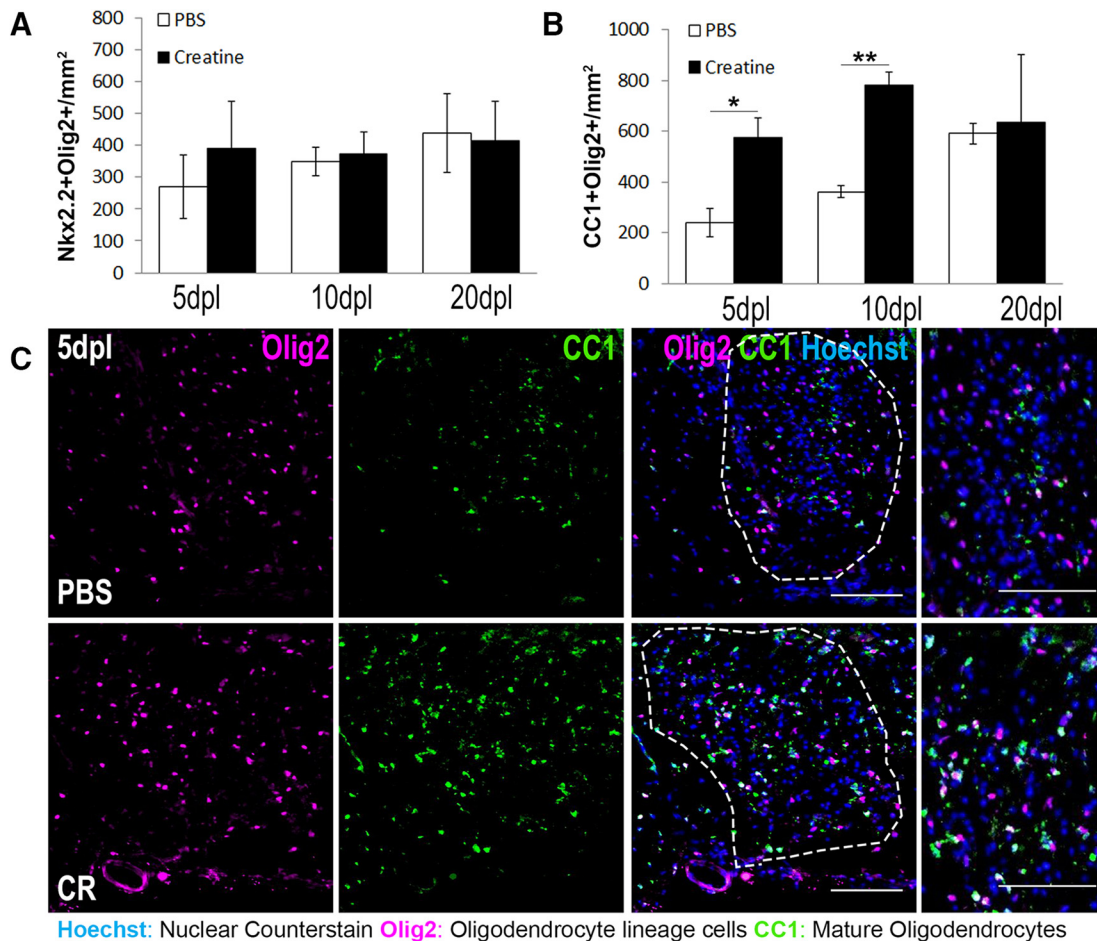 A
Nkx2.2+Olig2+/mm²
800
700
600
500
400
300
200
100
0
PBS
Creatine
5dpl 10dpl 20dpl
B
CC1+Olig2+/mm²
1000
800
600
400
200
0
PBS
Creatine
*
**
5dpl 10dpl 20dpl
C
5dpl
Olig2
CC1
Olig2 CC1 Hoechst
PBS
CR
Hoechst: Nuclear Counterstain Olig2: Oligodendrocyte lineage cells CC1: Mature Oligodendrocytes